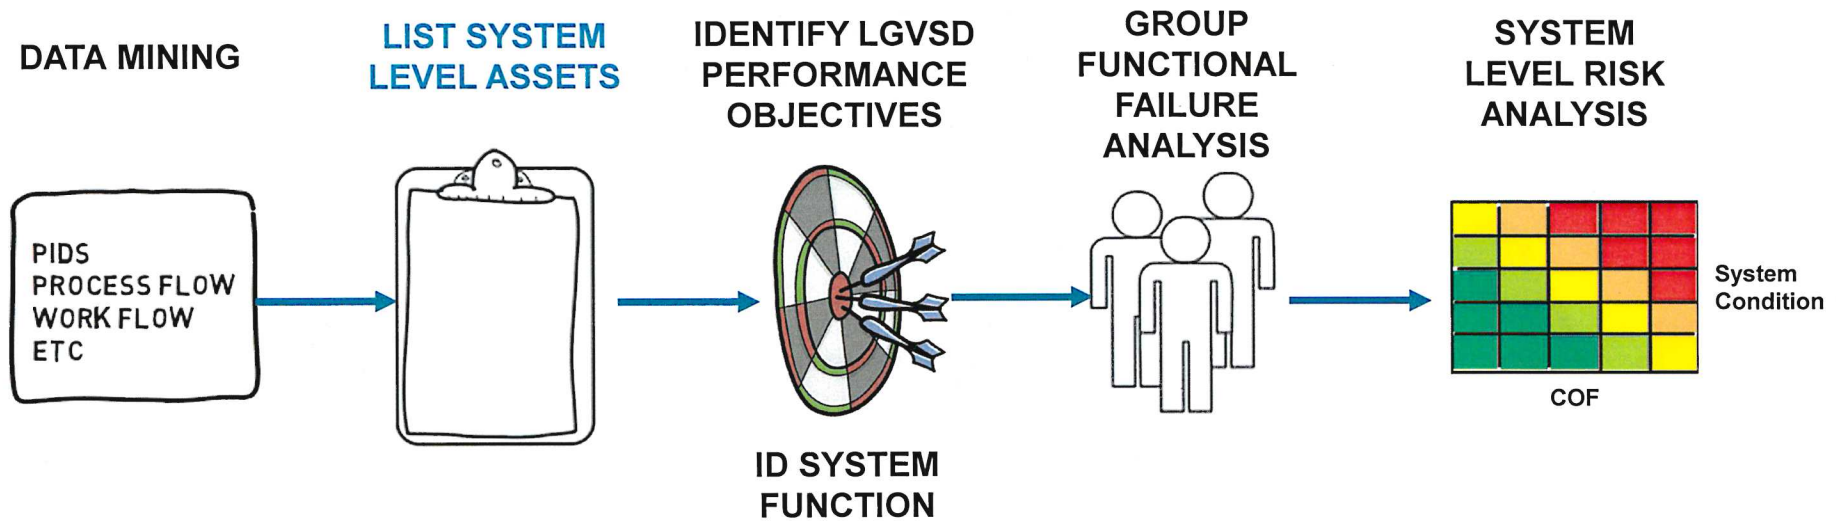 DATA MINING
PIDS
PROCESS FLOW
WORK FLOW
ETC
LIST SYSTEM
LEVEL ASSETS
IDENTIFY LGVSD
PERFORMANCE
OBJECTIVES
ID SYSTEM
FUNCTION
GROUP
FUNCTIONAL
FAILURE
ANALYSIS
SYSTEM
LEVEL RISK
ANALYSIS
System
Condition
COF